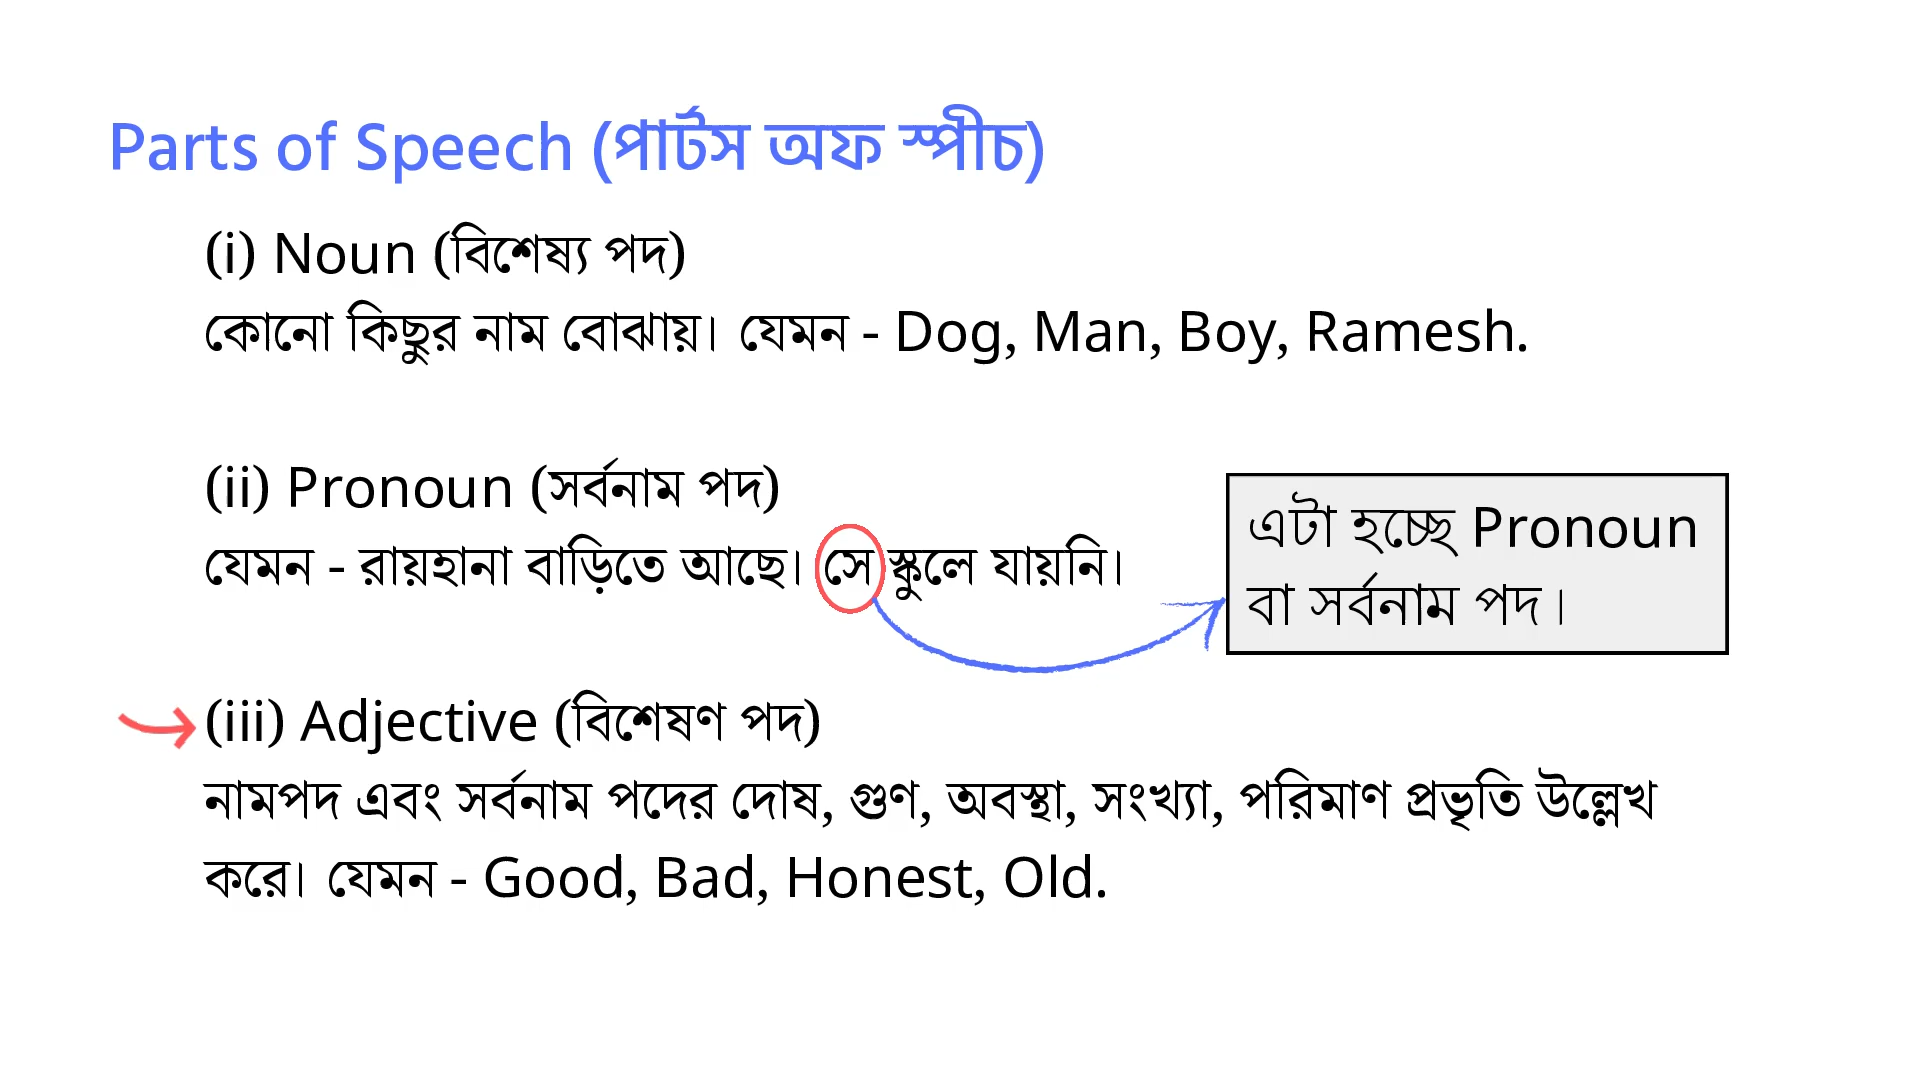 Parts of Speech (পার্টস অফ স্পীচ)
(i) Noun (বিশেষ্য পদ)
কোনো কিছুর নাম বোঝায়। যেমন - Dog, Man, Boy, Ramesh.
(ii) Pronoun (সর্বনাম পদ)
যেমন - রায়হানা বাড়িতে আছে। সে স্কুলে যায়নি।
এটা হচ্ছে Pronoun
বা সর্বনাম পদ।
(iii) Adjective (বিশেষণ পদ)
নামপদ এবং সর্বনাম পদের দোষ, গুণ, অবস্থা, সংখ্যা, পরিমাণ প্রভৃতি উল্লেখ
করে। যেমন - Good, Bad, Honest, Old.